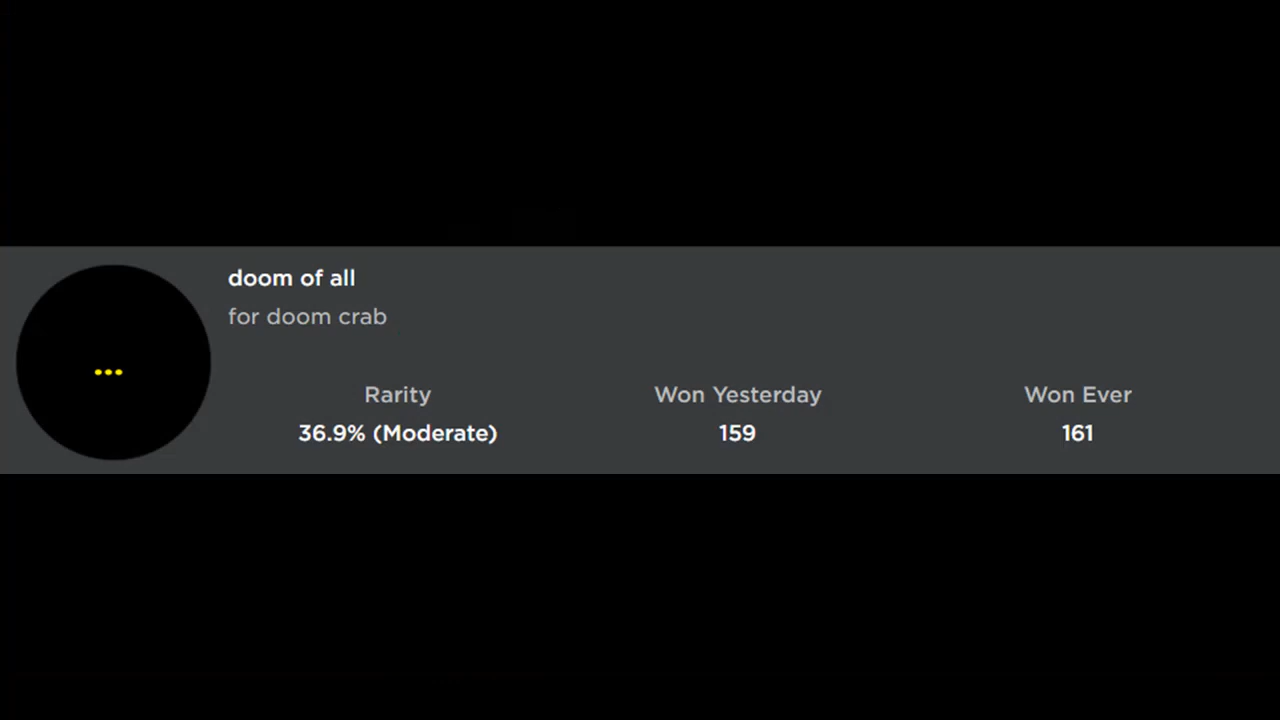 doom of all
for doom crab
Rarity Won Yesterday Won Ever
36.9% (Moderate) 159 161
...